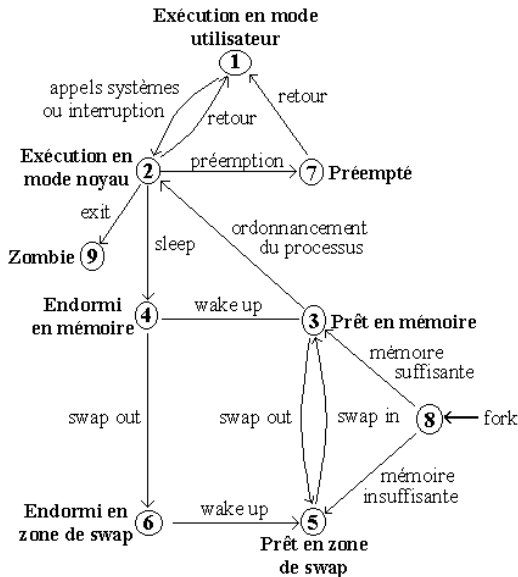 Exécution en mode
utilisateur
1
appels systèmes
ou interruption
retour
retour
Exécution en
mode noyau
2
préemption
7
Préempté
exit
sleep
ordonnancement
du processus
Zombie
9
Endormi
en mémoire
4
wake up
3
Prêt en mémoire
mémoire
suffisante
swap out
swap out
swap in
8
fork
mémoire
insuffisante
Endormi en
zone de swap
6
wake up
5
Prêt en zone
de swap